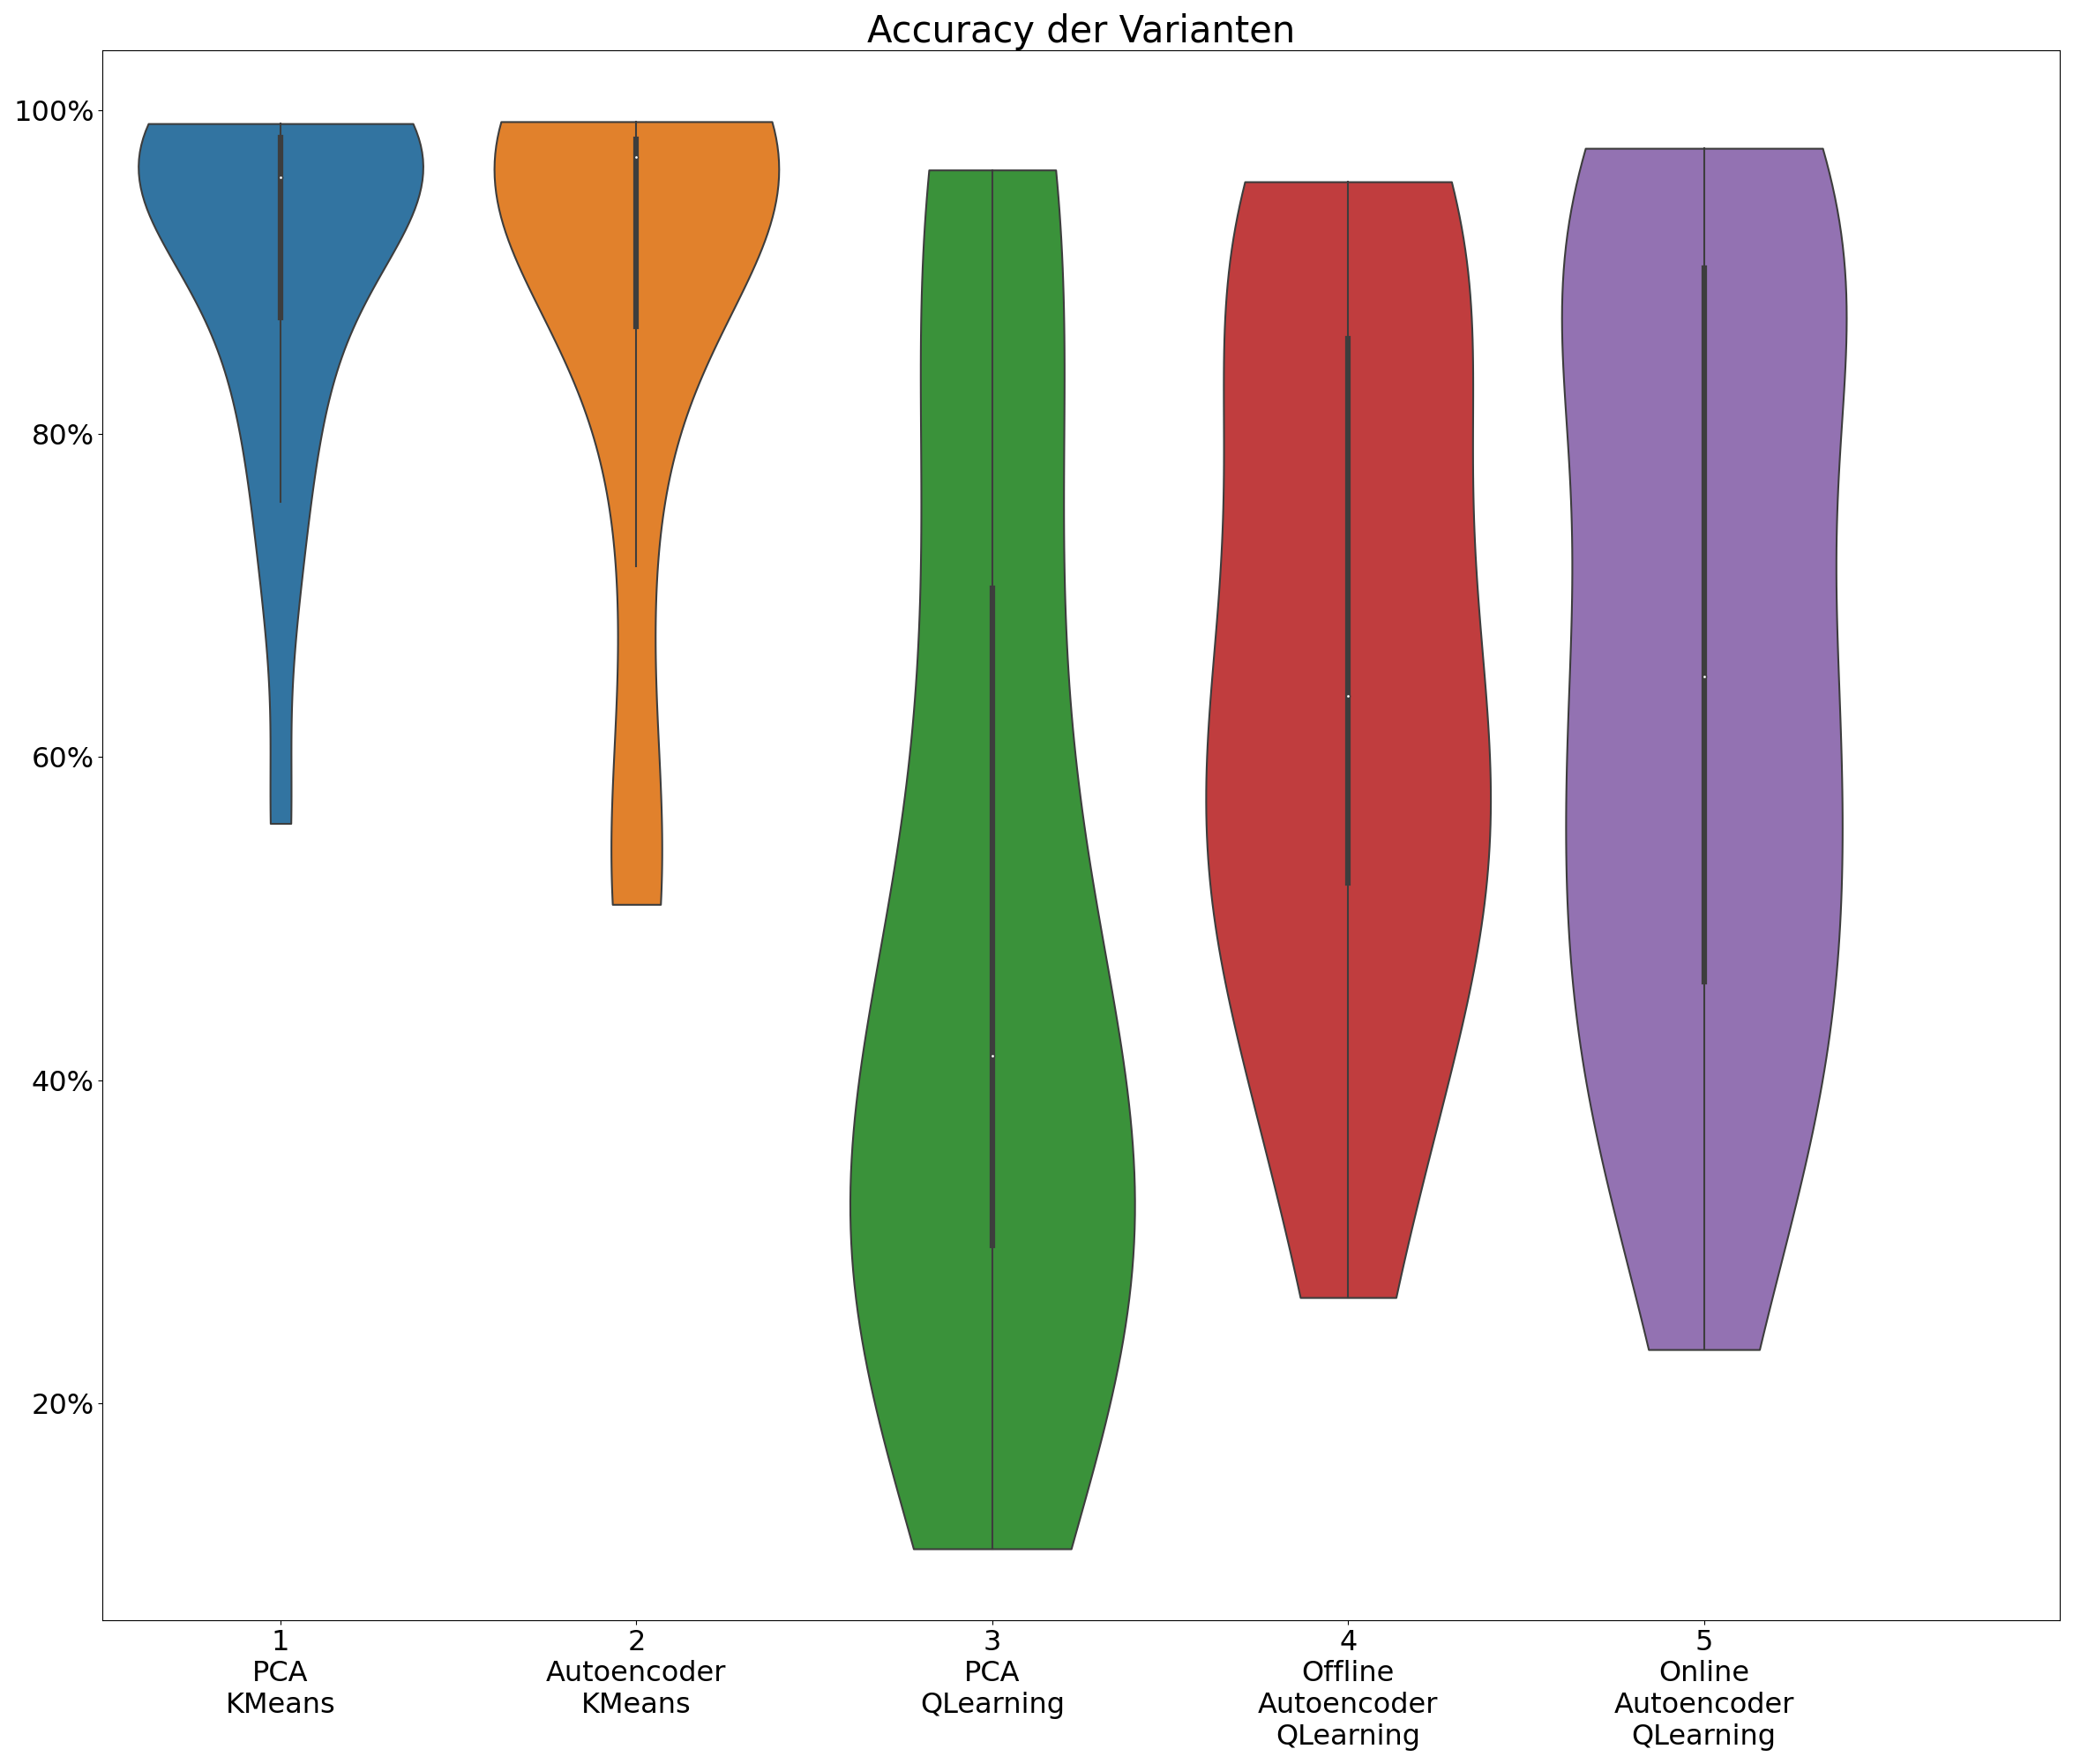 Accuracy der Varianten
100%
80%
60%
40%
20%
1
PCA
KMeans
2
Autoencoder
KMeans
3
PCA
QLearning
4
Offline
Autoencoder
QLearning
5
Online
Autoencoder
QLearning